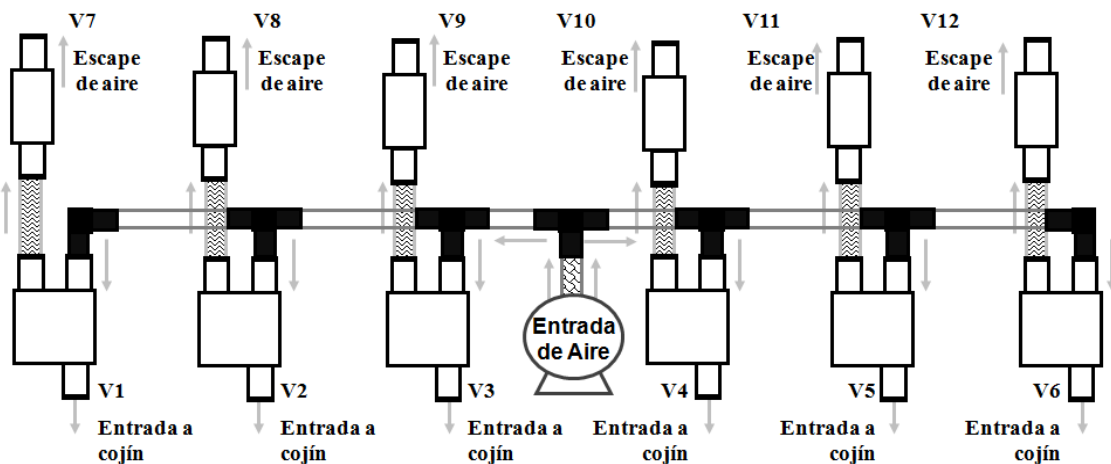 V7 V8 V9 V10 V11 V12
Escape Escape Escape Escape Escape Escape
de aire de aire de aire de aire de aire de aire
Entrada
de Aire
V1 V2 V3 V4 V5 V6
Entrada a Entrada a Entrada a Entrada a Entrada a Entrada a
cojín cojín cojín cojín cojín cojín